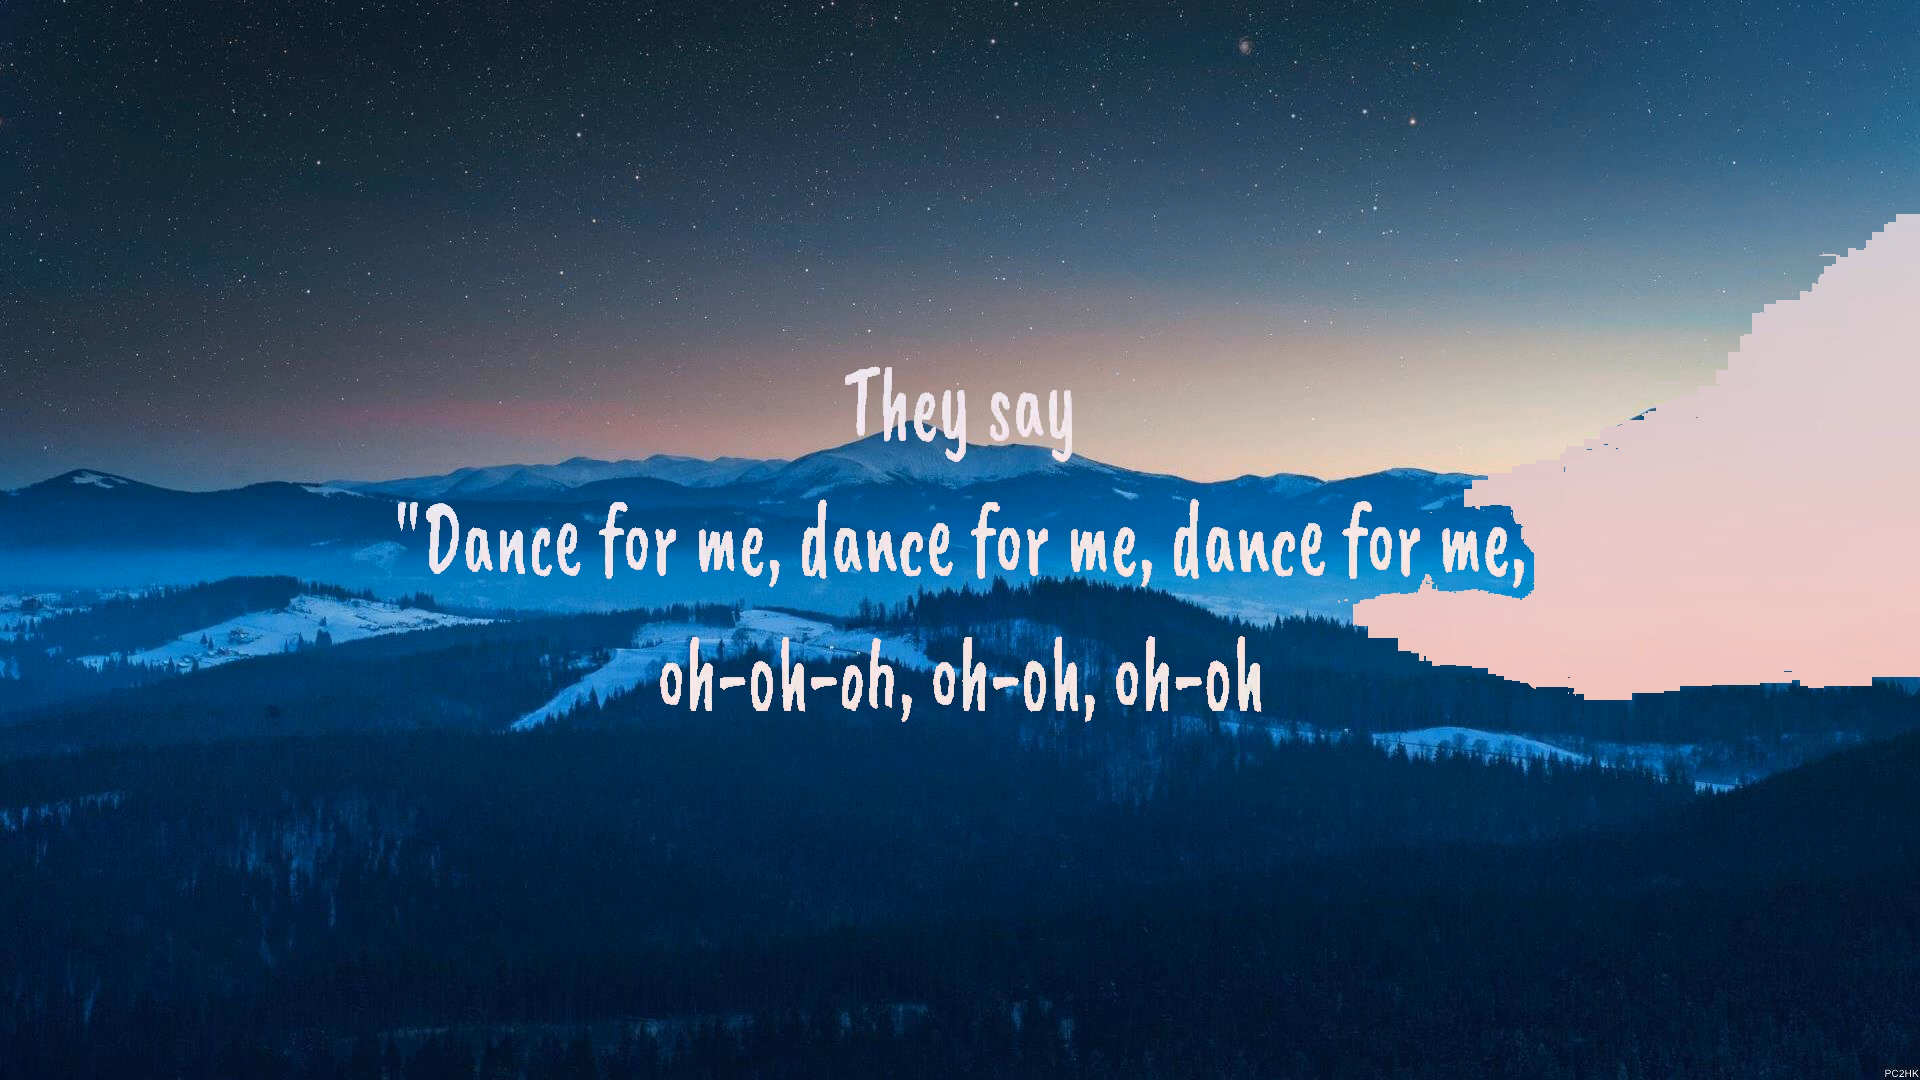 They say
"Dance for me, dance for me, dance for me,
oh-oh-oh, oh-oh, oh-oh
PC2HK